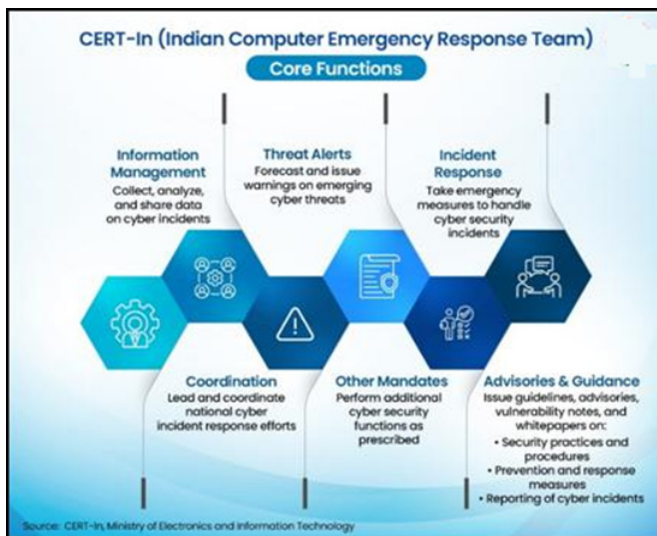 CERT-In (Indian Computer Emergency Response Team)
Core Functions
Information
Management
Collect, analyze,
and share data
on cyber incidents
Threat Alerts
Forecast and issue
warnings on emerging
cyber threats
Incident
Response
Take emergency
measures to handle
cyber security
incidents
Coordination
Lead and coordinate
national cyber
incident response efforts
Other Mandates
Perform additional
cyber security
functions as
prescribed
Advisories & Guidance
Issue guidelines, advisories,
vulnerability notes, and
whitepapers on:
• Security practices and
procedures
• Prevention and response
measures
• Reporting of cyber incidents
Source: CERT-In, Ministry of Electronics and Information Technology